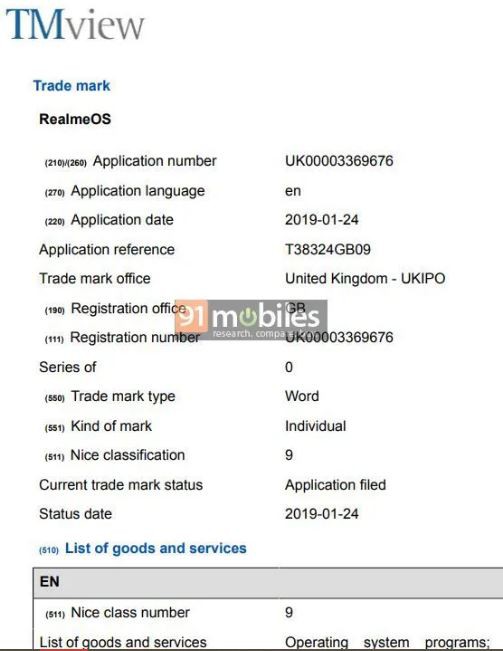 TMview
Trade mark
RealmeOS
(210)/(260) Application number UK00003369676
(270) Application language en
(220) Application date 2019-01-24
Application reference T38324GB09
Trade mark office United Kingdom - UKIPO
(190) Registration office GB
91mobiles
research. compa
(111) Registration number UK00003369676
Series of 0
(550) Trade mark type Word
(551) Kind of mark Individual
(511) Nice classification 9
Current trade mark status Application filed
Status date 2019-01-24
(510) List of goods and services
EN
(511) Nice class number 9
List of goods and services Operating system programs;